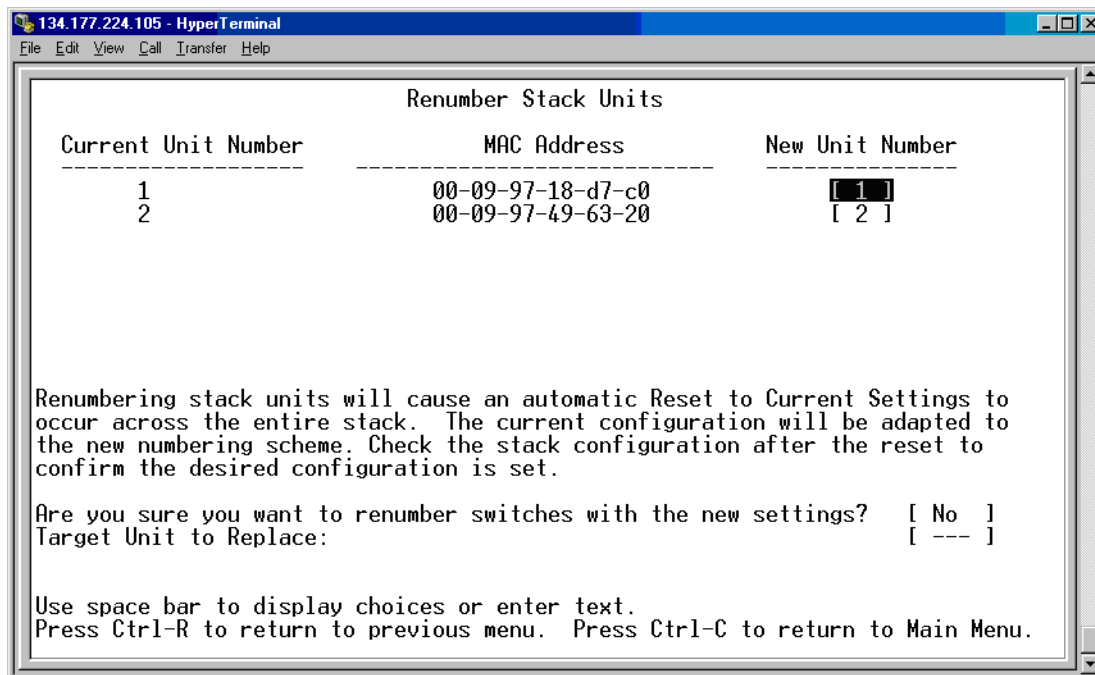 134.177.224.105 - HyperTerminal
File Edit View Call Transfer Help
Renumber Stack Units
Current Unit Number MAC Address New Unit Number
------------------- ---------------------------- ---------------
1 00-09-97-18-d7-c0 [ 1 ]
2 00-09-97-49-63-20 [ 2 ]
Renumbering stack units will cause an automatic Reset to Current Settings to
occur across the entire stack. The current configuration will be adapted to
the new numbering scheme. Check the stack configuration after the reset to
confirm the desired configuration is set.
Are you sure you want to renumber switches with the new settings? [ No ]
Target Unit to Replace: [ --- ]
Use space bar to display choices or enter text.
Press Ctrl-R to return to previous menu. Press Ctrl-C to return to Main Menu.